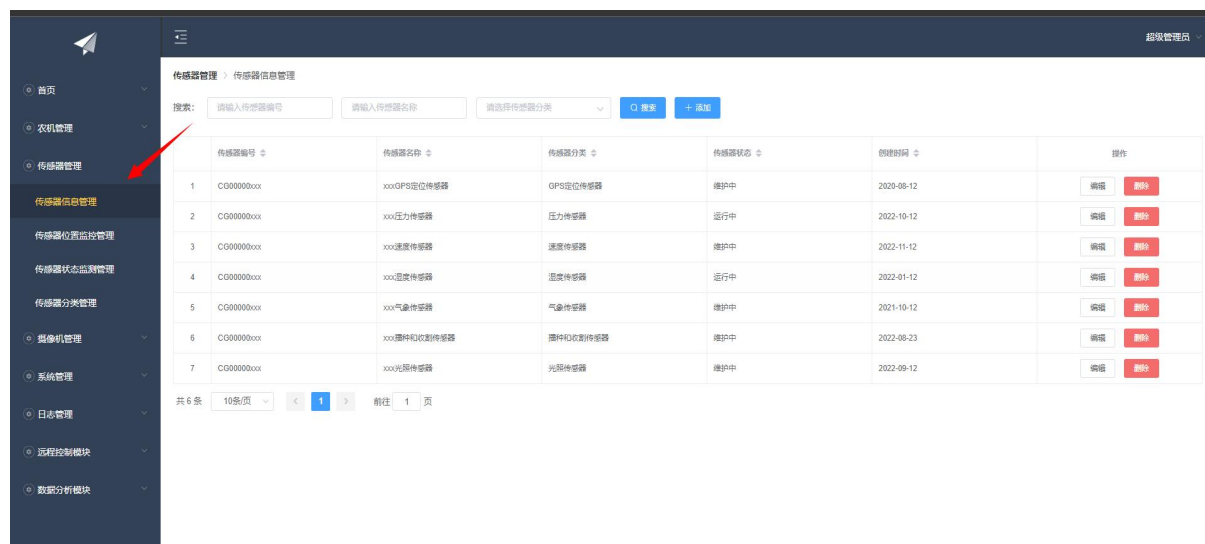 超级管理员
传感器管理 > 传感器信息管理
首页
农机管理
传感器管理
传感器信息管理
传感器位置监控管理
传感器状态监测管理
传感器分类管理
摄像机管理
系统管理
日志管理
远程控制模块
数据分析模块
搜索: 请输入传感器编号 请输入传感器名称 请选择传感器分类 搜索 + 添加
传感器编号 传感器名称 传感器分类 传感器状态 创建时间 操作
1 CG00000xxx xxxGPS定位传感器 GPS定位传感器 维护中 2020-08-12 编辑 删除
2 CG00000xxx xxx压力传感器 压力传感器 运行中 2022-10-12 编辑 删除
3 CG00000xxx xxx速度传感器 速度传感器 维护中 2022-11-12 编辑 删除
4 CG00000xxx xxx湿度传感器 湿度传感器 运行中 2022-01-12 编辑 删除
5 CG00000xxx xxx气象传感器 气象传感器 维护中 2021-10-12 编辑 删除
6 CG00000xxx xxx播种和收割传感器 播种和收割传感器 维护中 2022-08-23 编辑 删除
7 CG00000xxx xxx光照传感器 光照传感器 维护中 2022-09-12 编辑 删除
共 6 条 10条/页 < 1 > 前往 1 页